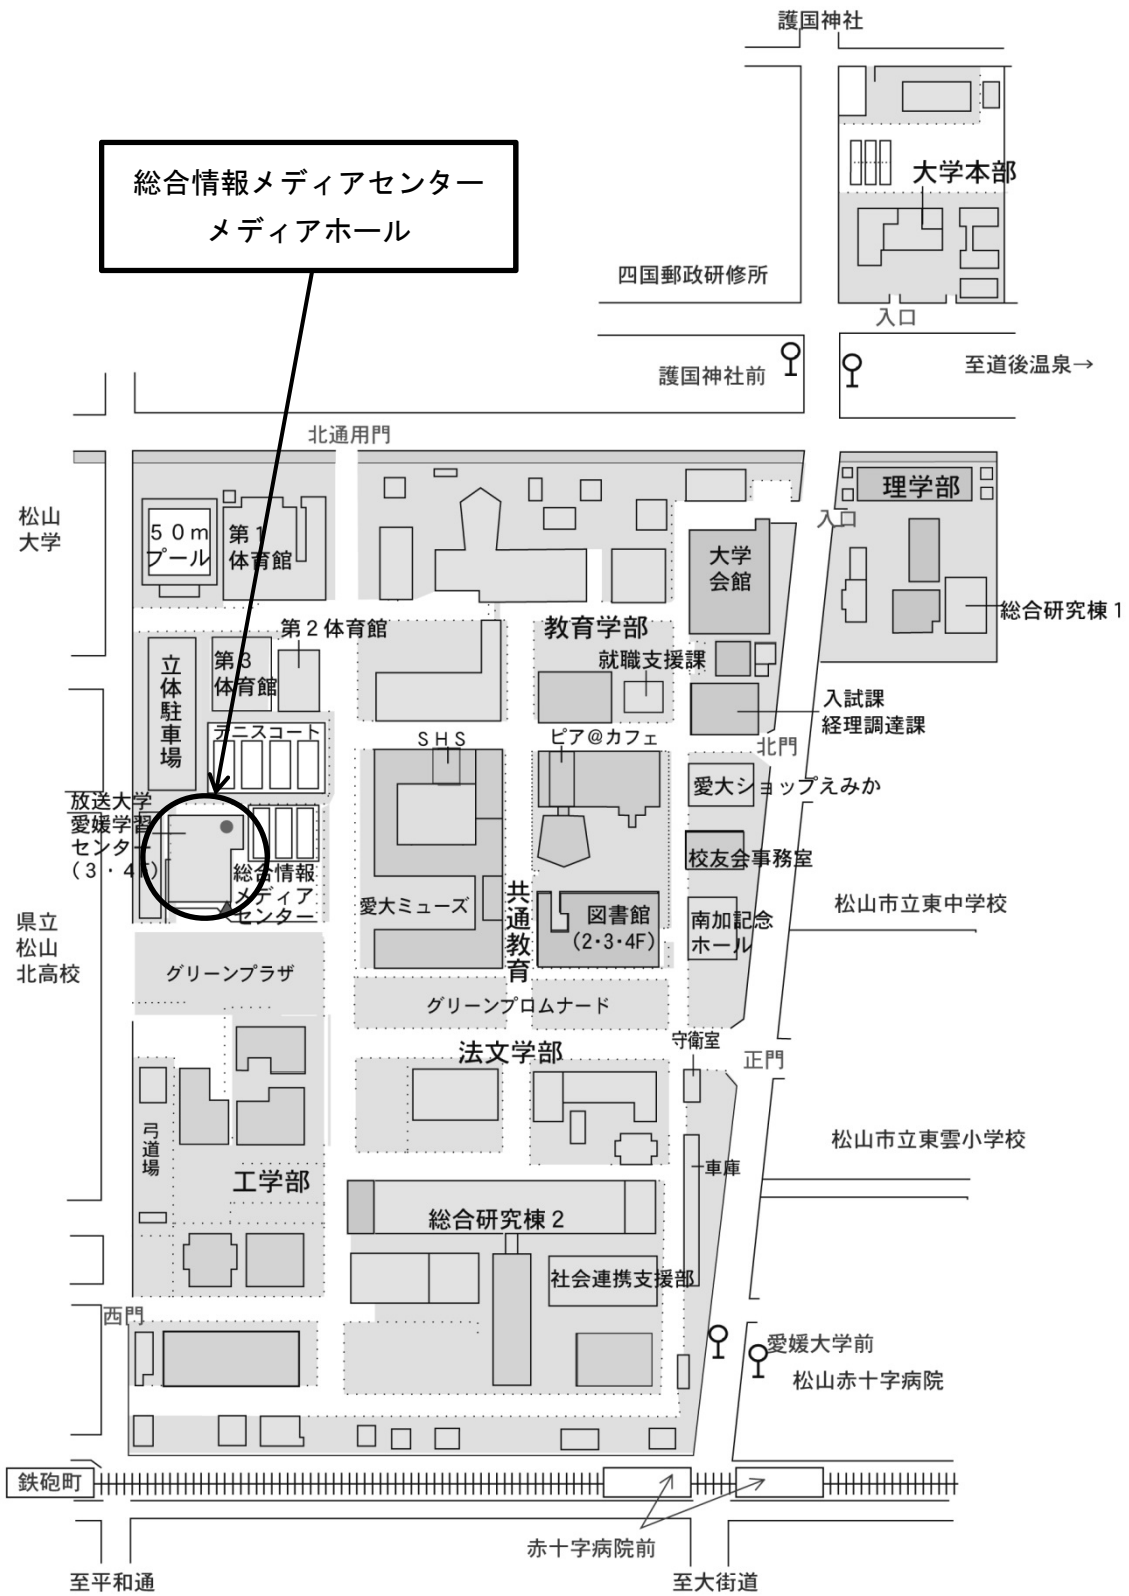 護国神社
総合情報メディアセンター
メディアホール
大学本部
四国郵政研修所
入口
護国神社前
至道後温泉→
北通用門
松山
大学
５０ｍ
プール
第１
体育館
大学
会館
理学部
入口
総合研究棟１
第２体育館
教育学部
就職支援課
立体駐車場
第３
体育館
入試課
経理調達課
テニスコート
ＳＨＳ
ピア＠カフェ
北門
愛大ショップえみか
放送大学
愛媛学習
センター
（３・４F）
総合情報
メディア
センター
校友会事務室
愛大ミューズ
共通教育
図書館
（2・3・4F）
南加記念
ホール
松山市立東中学校
県立
松山
北高校
グリーンプラザ
グリーンプロムナード
法文学部
守衛室
正門
弓道場
松山市立東雲小学校
車庫
工学部
総合研究棟２
社会連携支援部
西門
愛媛大学前
松山赤十字病院
鉄砲町
赤十字病院前
至平和通
至大街道